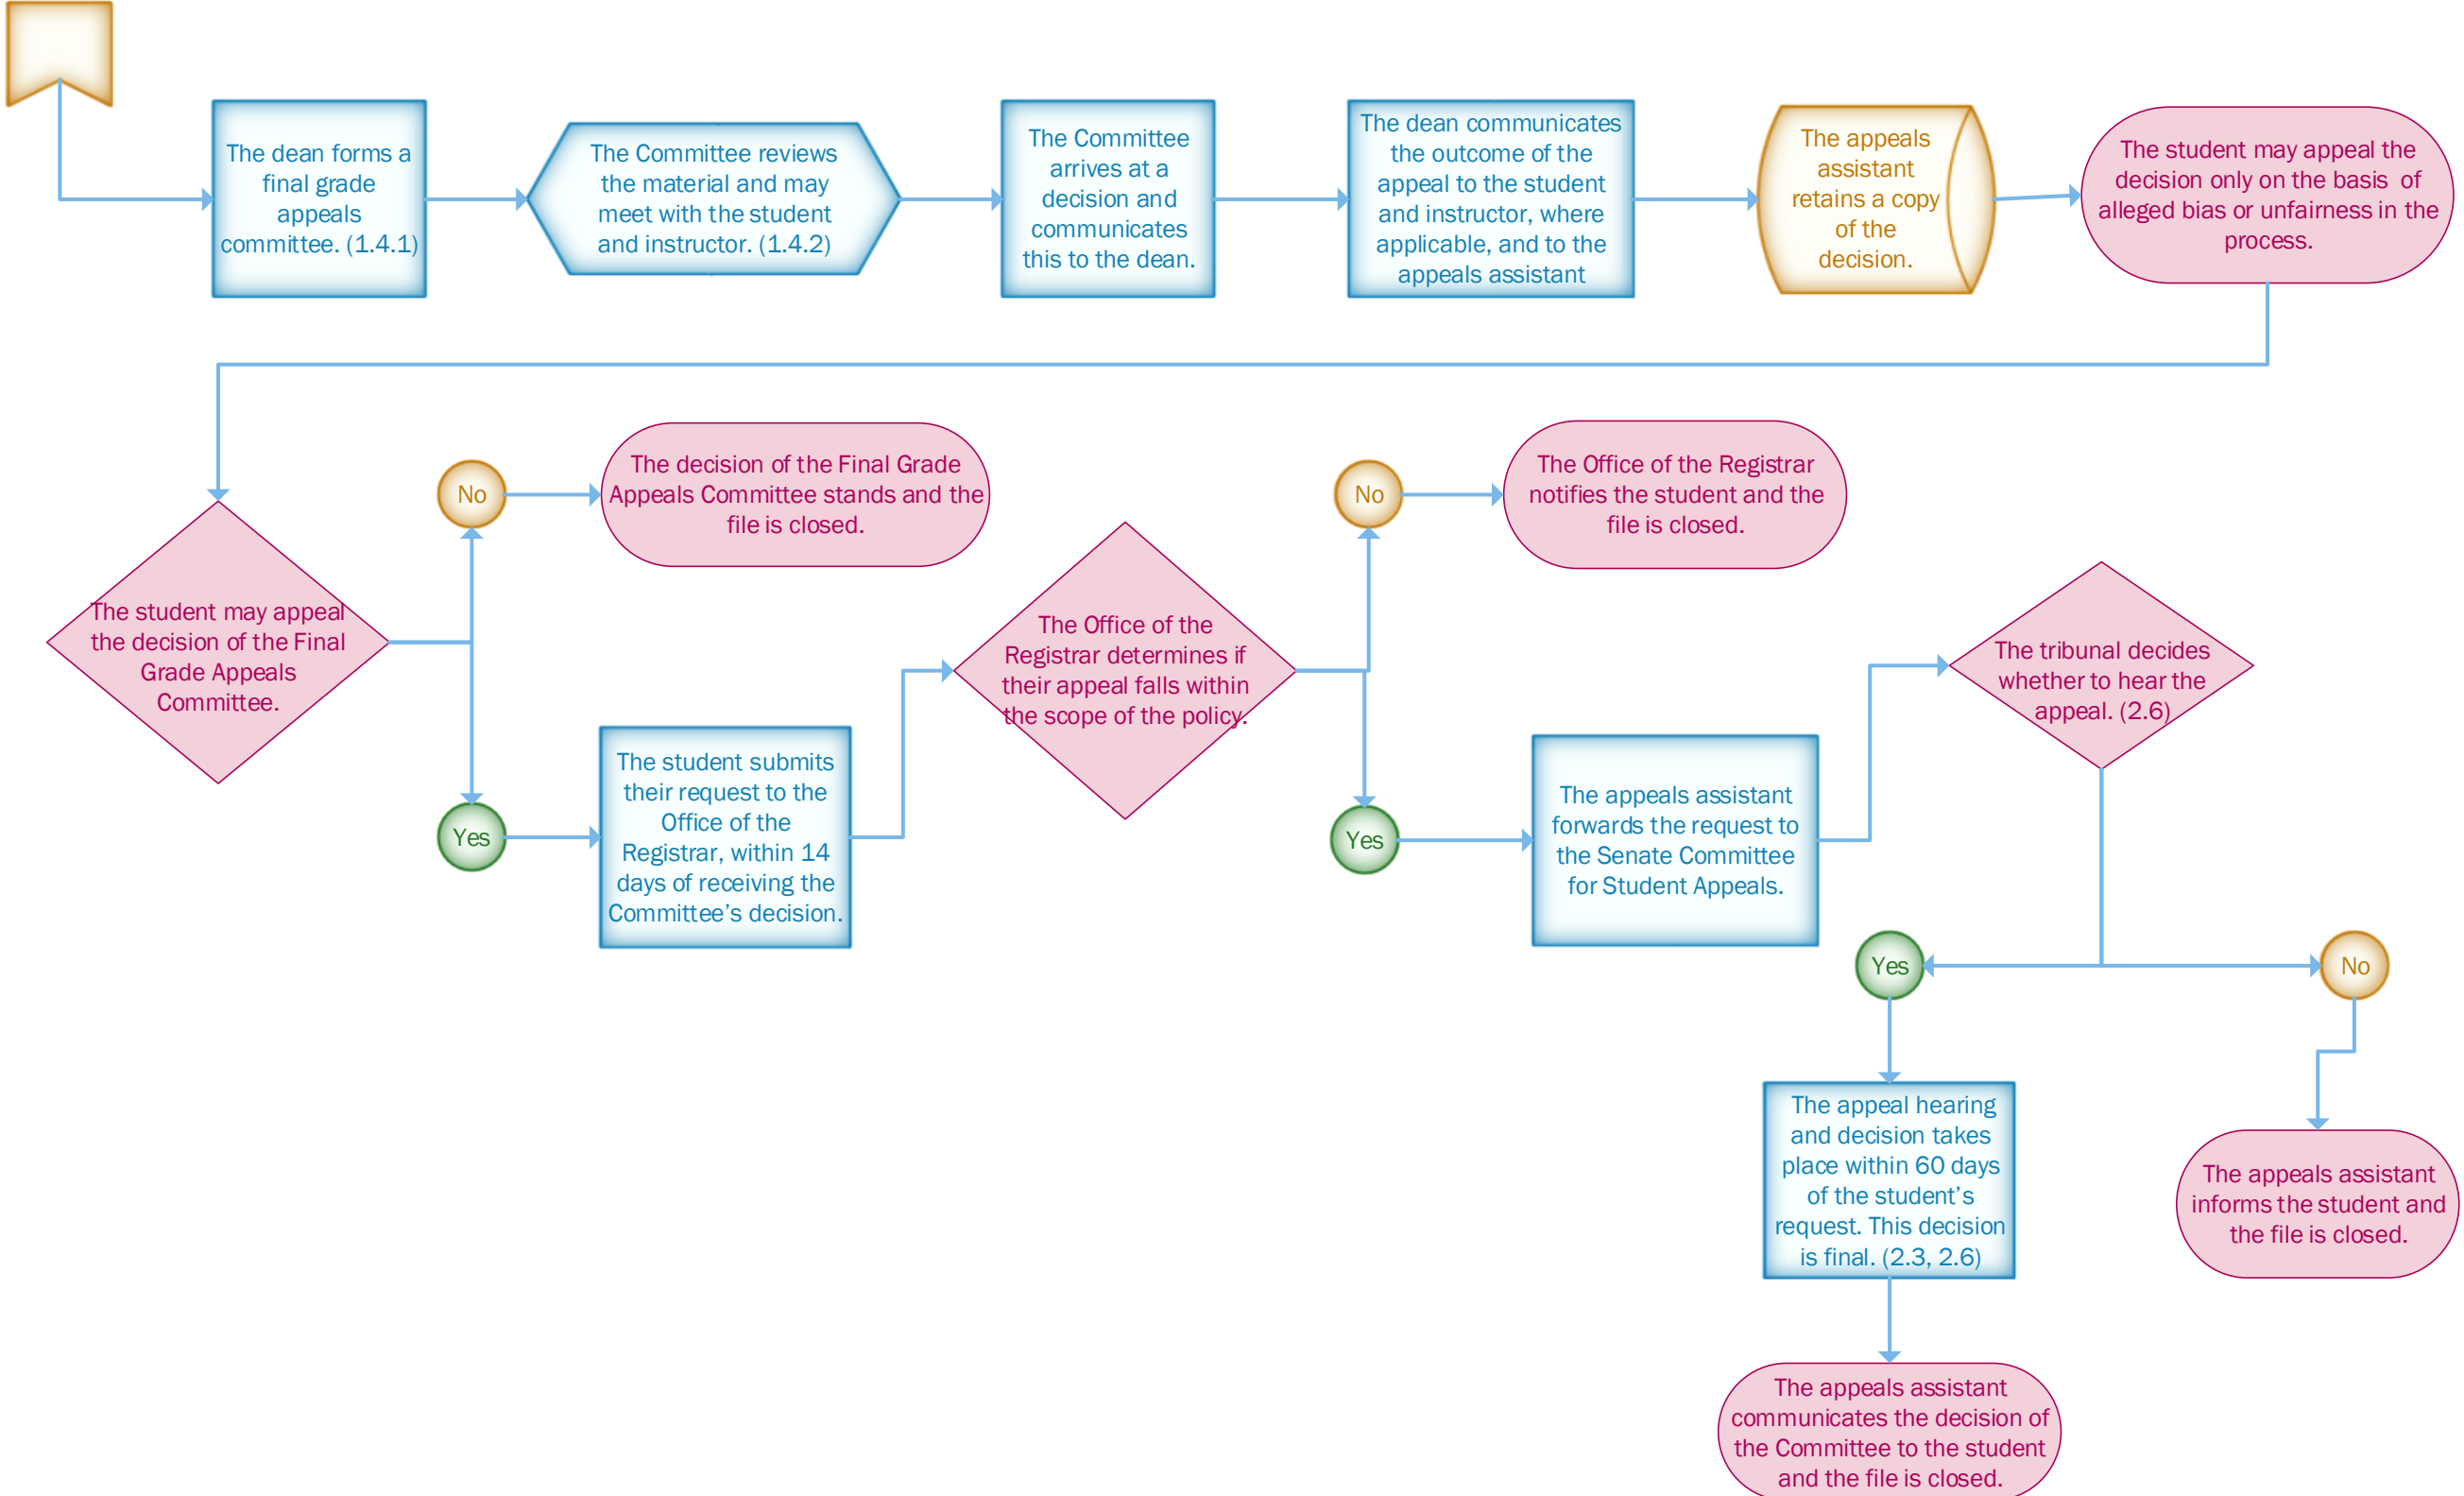 The dean forms a
final grade
appeals
committee. (1.4.1)
The Committee reviews
the material and may
meet with the student
and instructor. (1.4.2)
The Committee
arrives at a
decision and
communicates
this to the dean.
The dean communicates
the outcome of the
appeal to the student
and instructor, where
applicable, and to the
appeals assistant
The appeals
assistant
retains a copy
of the
decision.
The student may appeal the
decision only on the basis of
alleged bias or unfairness in the
process.
The student may appeal
the decision of the Final
Grade Appeals
Committee.
No
The decision of the Final Grade
Appeals Committee stands and the
file is closed.
Yes
The student submits
their request to the
Office of the
Registrar, within 14
days of receiving the
Committee’s decision.
The Office of the
Registrar determines if
their appeal falls within
the scope of the policy.
No
The Office of the Registrar
notifies the student and the
file is closed.
Yes
The appeals assistant
forwards the request to
the Senate Committee
for Student Appeals.
The tribunal decides
whether to hear the
appeal. (2.6)
Yes
The appeal hearing
and decision takes
place within 60 days
of the student’s
request. This decision
is final. (2.3, 2.6)
The appeals assistant
communicates the decision of
the Committee to the student
and the file is closed.
No
The appeals assistant
informs the student and
the file is closed.